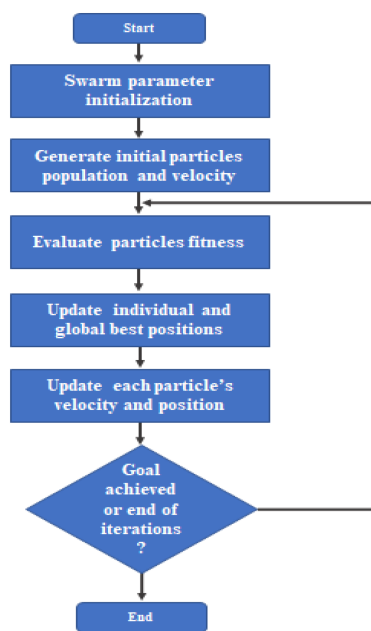 Start
Swarm parameter
initialization
Generate initial particles
population and velocity
Evaluate particles fitness
Update individual and
global best positions
Update each particle's
velocity and position
Goal
achieved
or end of
iterations
?
End